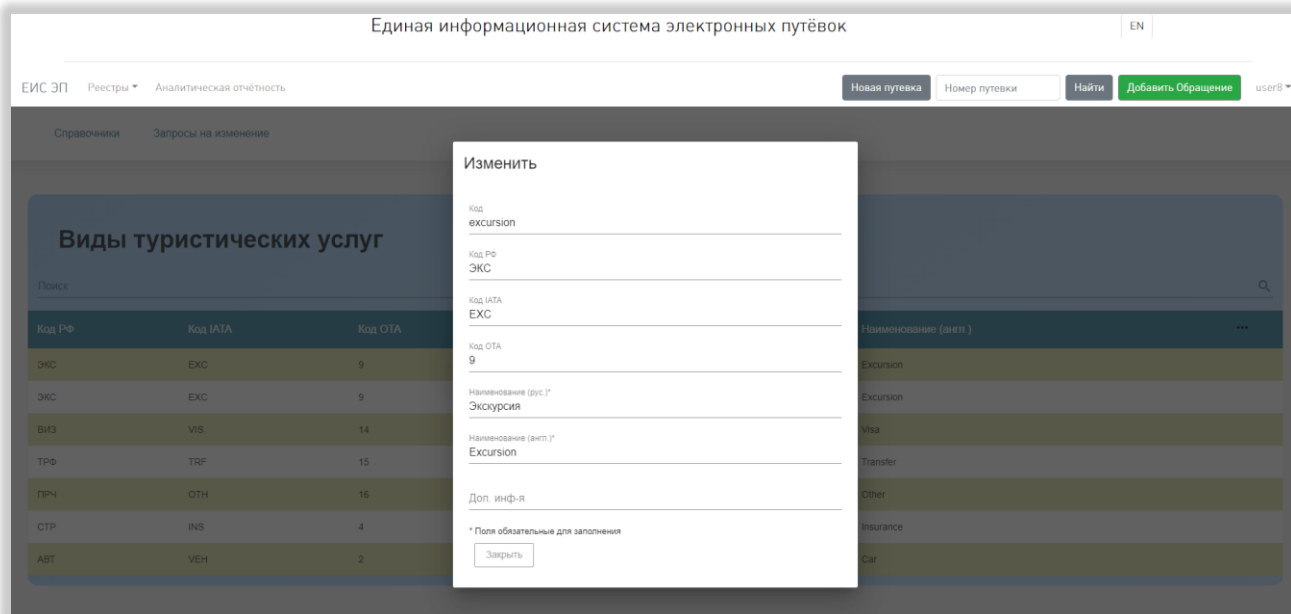 Единая информационная система электронных путёвок
EN
ЕИС ЭП Реестры Аналитическая отчётность Новая путевка Номер путевки Найти Добавить Обращение user8
Справочники Запросы на изменение
Изменить
Код
excursion
Виды туристических услуг
Код РФ
ЭКС
Поиск
Код IATA
EXC
Код РФ Код IATA Код ОТА Наименование (англ.) ...
Код ОТА
9
ЭКС EXC 9 Excursion
ЭКС EXC 9 Excursion
Наименование (рус.)*
Экскурсия
ВИЗ VIS 14 Visa
Наименование (англ.)*
Excursion
ТРФ TRF 15 Transfer
ПРЧ OTH 16 Other
Доп. инф-я
СТР INS 4 Insurance
* Поля обязательные для заполнения
Закрыть
АВТ VEH 2 Car